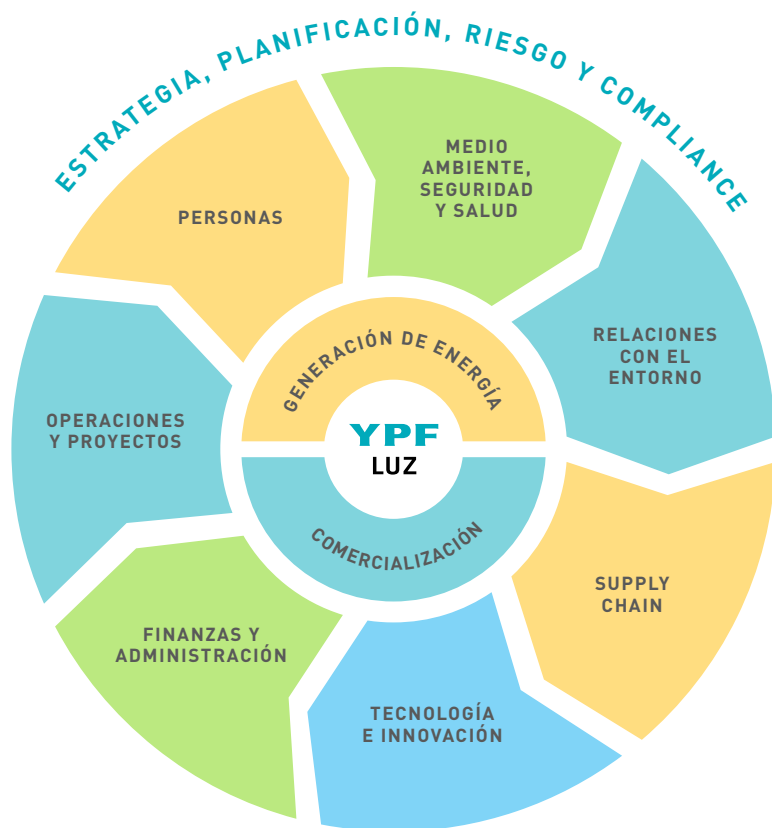 ESTRATEGIA, PLANIFICACIÓN, RIESGO Y COMPLIANCE
MEDIO
AMBIENTE,
SEGURIDAD
Y SALUD
PERSONAS
RELACIONES
CON EL
ENTORNO
GENERACIÓN DE ENERGÍA
OPERACIONES
Y PROYECTOS
YPF
LUZ
COMERCIALIZACIÓN
SUPPLY
CHAIN
FINANZAS Y
ADMINISTRACIÓN
TECNOLOGÍA
E INNOVACIÓN